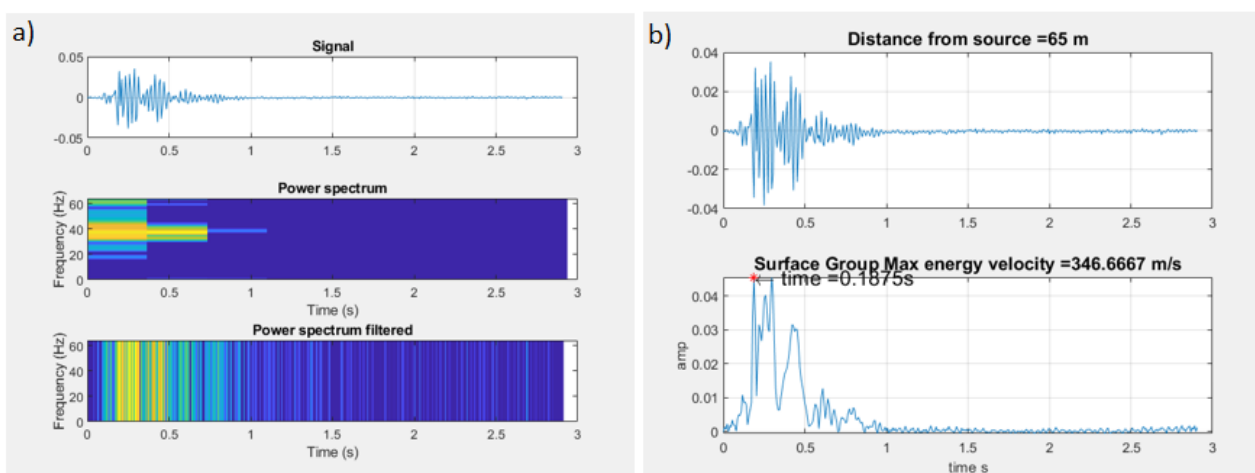 a)
Signal
0.05
0
-0.05
0 0.5 1 1.5 2 2.5 3
Power spectrum
Frequency (Hz)
60
40
20
0
0 0.5 1 1.5 2 2.5 3
Time (s)
Power spectrum filtered
Frequency (Hz)
60
40
20
0
0 0.5 1 1.5 2 2.5 3
Time (s)
b)
Distance from source =65 m
0.04
0.02
0
-0.02
-0.04
0 0.5 1 1.5 2 2.5 3
Surface Group Max energy velocity =346.6667 m/s
← time =0.1875s
amp
0.04
0.03
0.02
0.01
0
0 0.5 1 1.5 2 2.5 3
time s